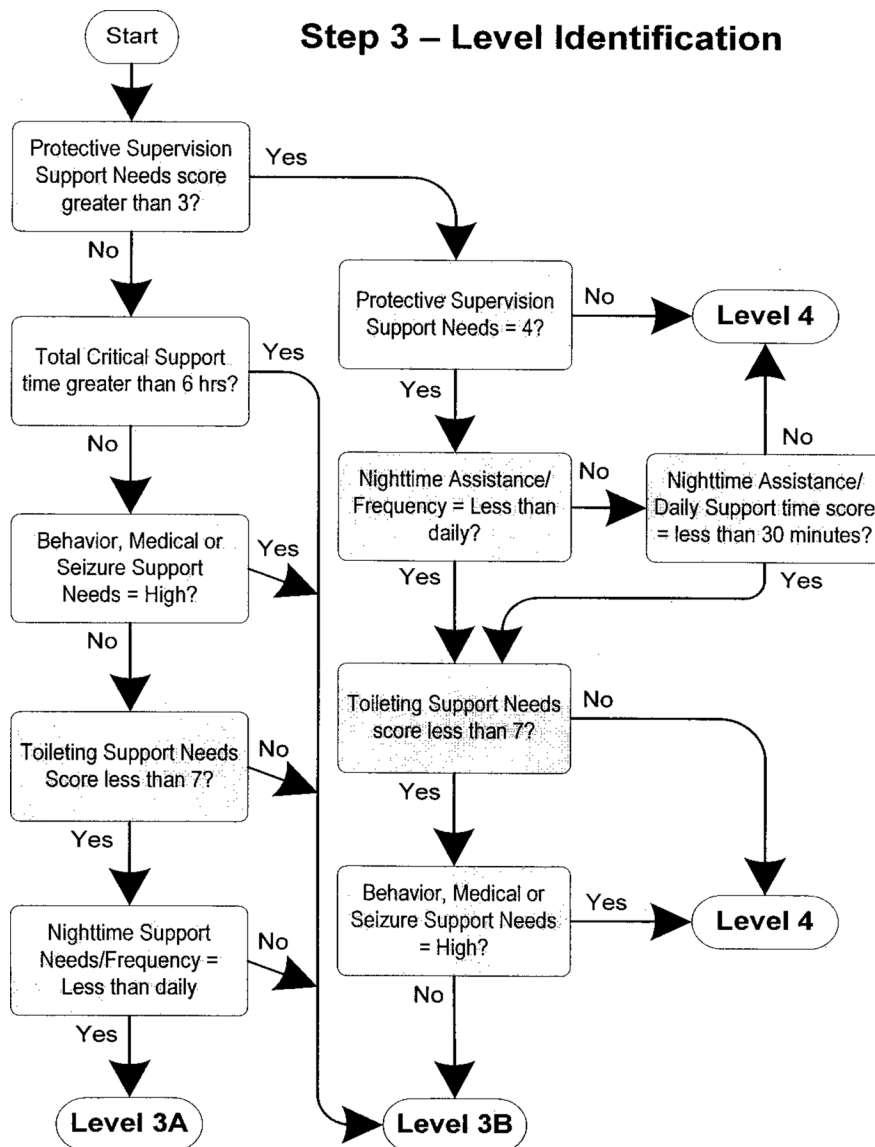 Start
Step 3 – Level Identification
Protective Supervision
Support Needs score
greater than 3?
Yes
No
Protective Supervision
Support Needs = 4?
No
Level 4
Yes
Total Critical Support
time greater than 6 hrs?
Yes
No
Nighttime Assistance/
Frequency = Less than
daily?
No
Yes
Nighttime Assistance/
Daily Support time score
= less than 30 minutes?
No
Yes
Behavior, Medical or
Seizure Support
Needs = High?
Yes
No
Toileting Support Needs
score less than 7?
No
Yes
Toileting Support Needs
Score less than 7?
No
Yes
Behavior, Medical or
Seizure Support Needs
= High?
Yes
Level 4
No
Nighttime Support
Needs/Frequency =
Less than daily
No
Yes
Level 3A
Level 3B